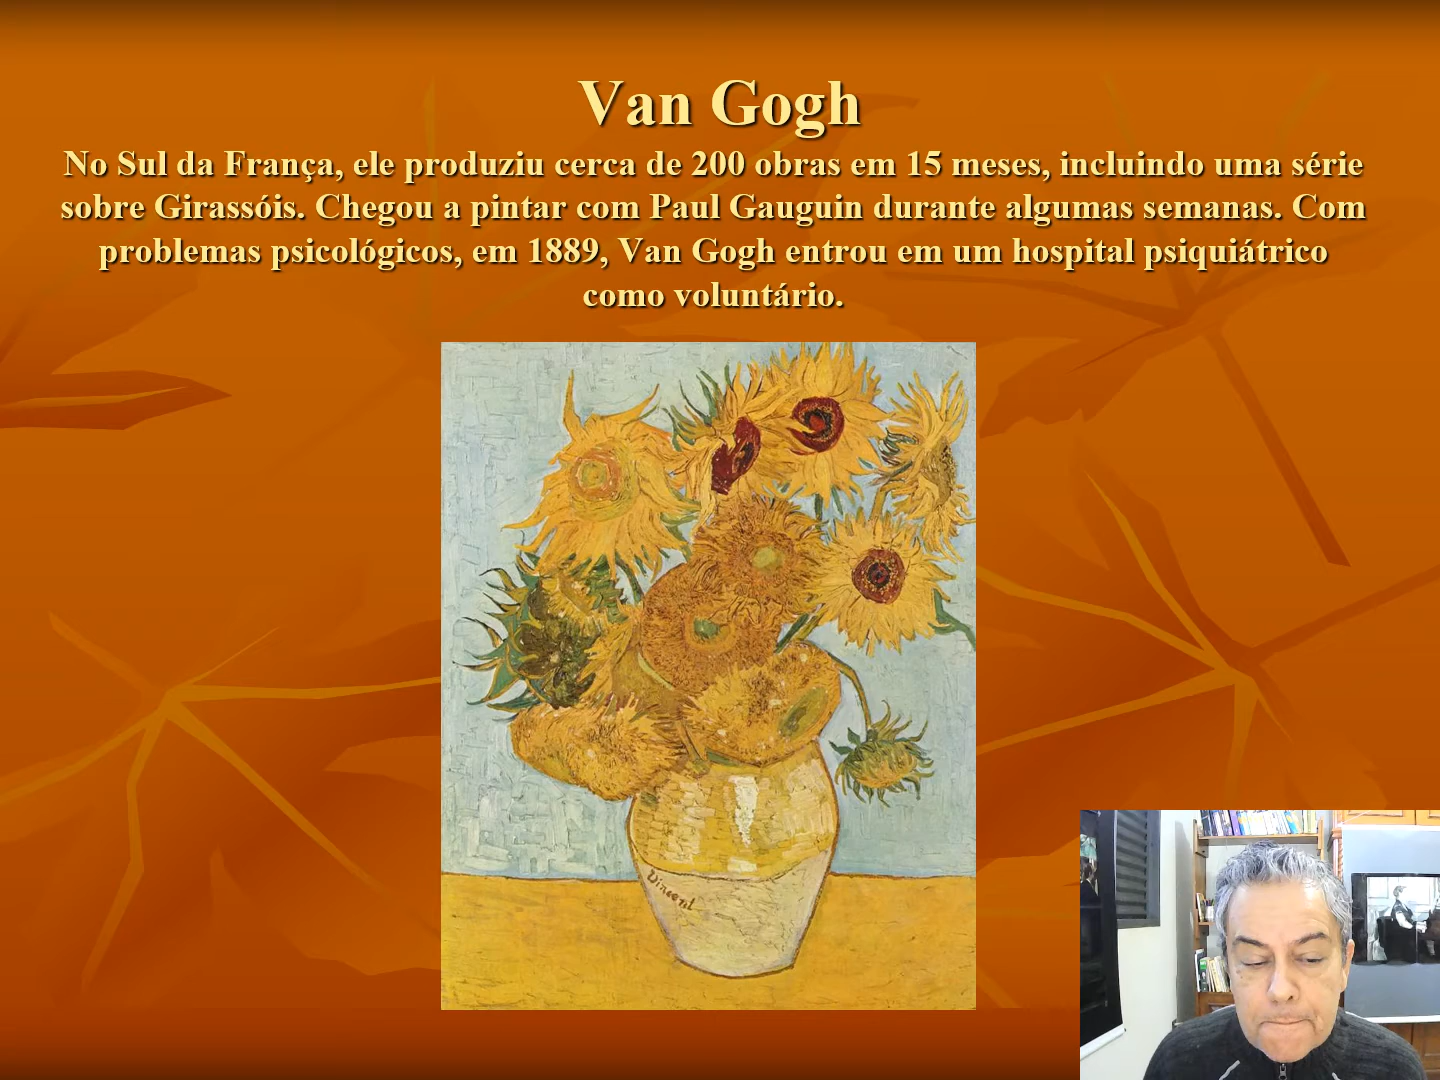 Van Gogh
No Sul da França, ele produziu cerca de 200 obras em 15 meses, incluindo uma série
sobre Girassóis. Chegou a pintar com Paul Gauguin durante algumas semanas. Com
problemas psicológicos, em 1889, Van Gogh entrou em um hospital psiquiátrico
como voluntário.
Vincent